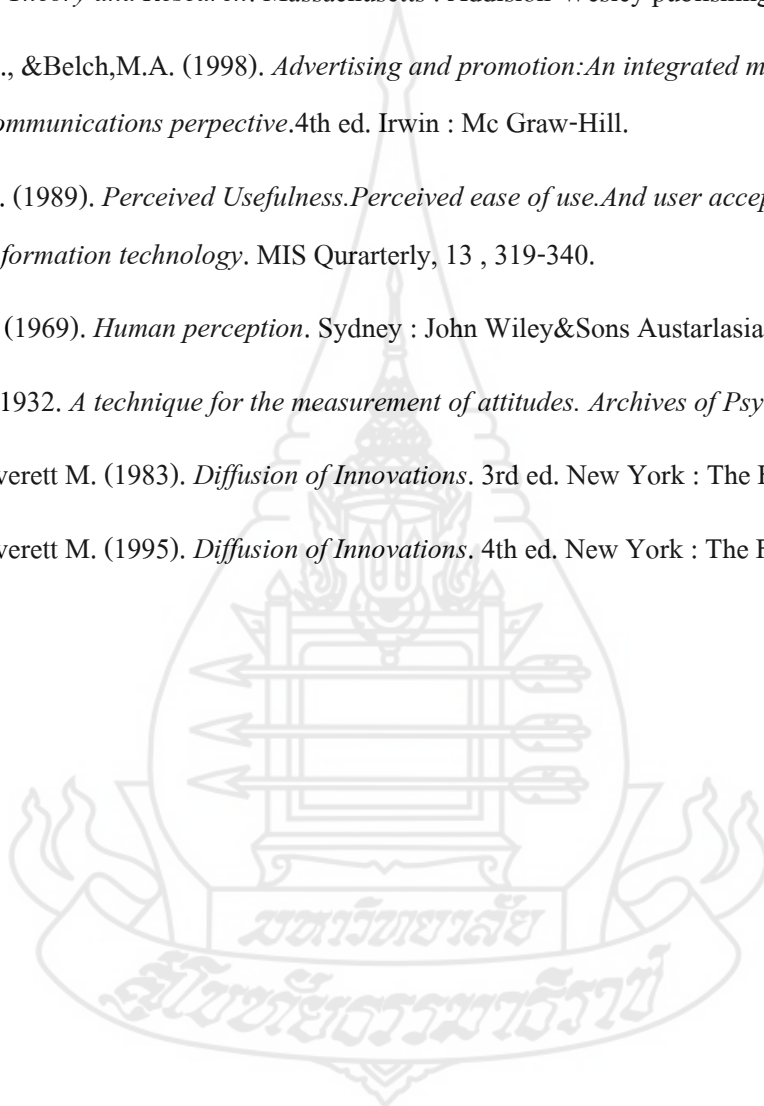 Theory and Research. Massachusetts : Addision-Wesley publishing
., &Belch,M.A. (1998). Advertising and promotion:An integrated m
ommunications perpective.4th ed. Irwin : Mc Graw-Hill.
. (1989). Perceived Usefulness.Perceived ease of use.And user accep
formation technology. MIS Qurarterly, 13 , 319-340.
(1969). Human perception. Sydney : John Wiley&Sons Austarlasia
1932. A technique for the measurement of attitudes. Archives of Psy
verett M. (1983). Diffusion of Innovations. 3rd ed. New York : The F
verett M. (1995). Diffusion of Innovations. 4th ed. New York : The F
มหาวิทยาลัย
สุโขทัยธรรมาธิราช